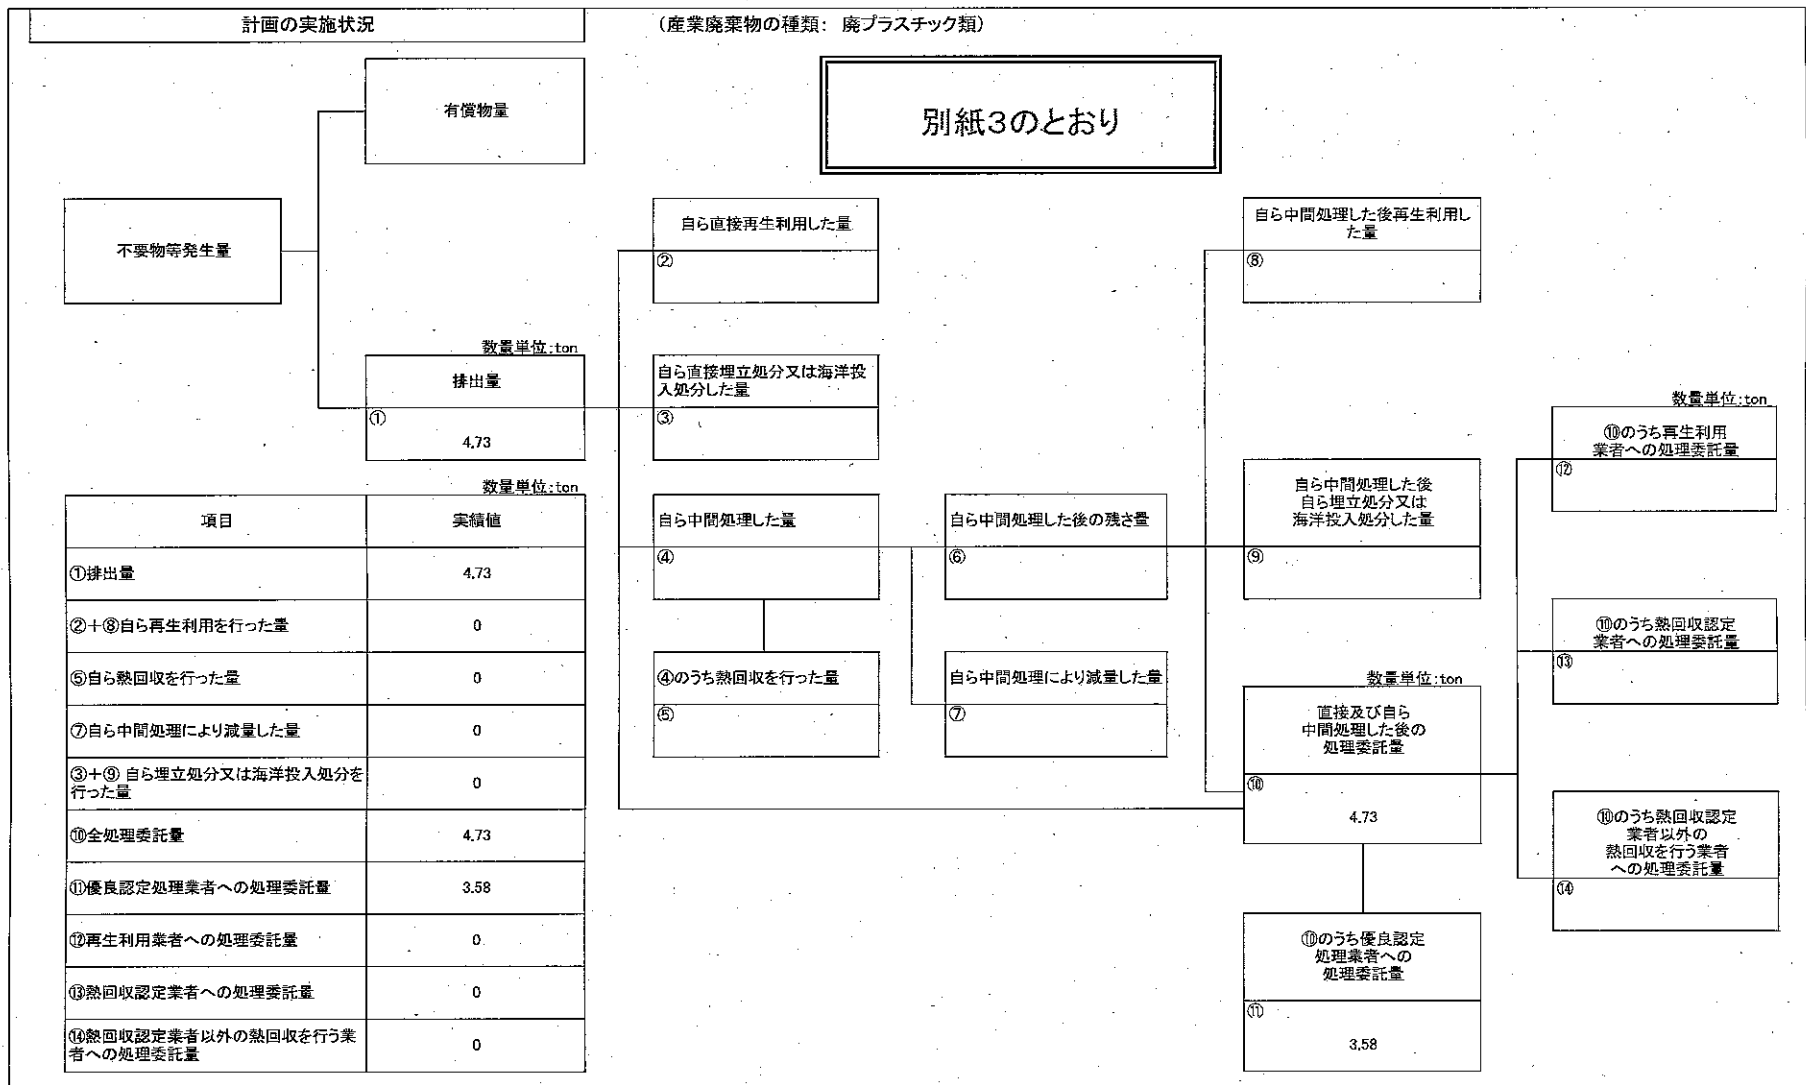 計画の実施状況
(産業廃棄物の種類： 廃プラスチック類)
有償物量
別紙3のとおり
不要物等発生量
自ら直接再生利用した量
②
自ら中間処理した後再生利用し
た量
⑧
数量単位:ton
排出量
①
4.73
自ら直接埋立処分又は海洋投
入処分した量
③
数量単位:ton
⑩のうち再生利用
業者への処理委託量
⑫
自ら中間処理した量
④
自ら中間処理した後の残さ量
⑥
自ら中間処理した後
自ら埋立処分又は
海洋投入処分した量
⑨
⑩のうち熱回収認定
業者への処理委託量
⑬
④のうち熱回収を行った量
⑤
自ら中間処理により減量した量
⑦
数量単位:ton
直接及び自ら
中間処理した後の
処理委託量
⑩
4.73
⑩のうち熱回収認定
業者以外の
熱回収を行う業者
への処理委託量
⑭
⑩のうち優良認定
処理業者への
処理委託量
⑪
3.58
数量単位:ton
項目 実績値
①排出量 4.73
②＋⑧自ら再生利用を行った量 0
⑤自ら熱回収を行った量 0
⑦自ら中間処理により減量した量 0
③＋⑨ 自ら埋立処分又は海洋投入処分を
行った量 0
⑩全処理委託量 4.73
⑪優良認定処理業者への処理委託量 3.58
⑫再生利用業者への処理委託量 0
⑬熱回収認定業者への処理委託量 0
⑭熱回収認定業者以外の熱回収を行う業
者への処理委託量 0